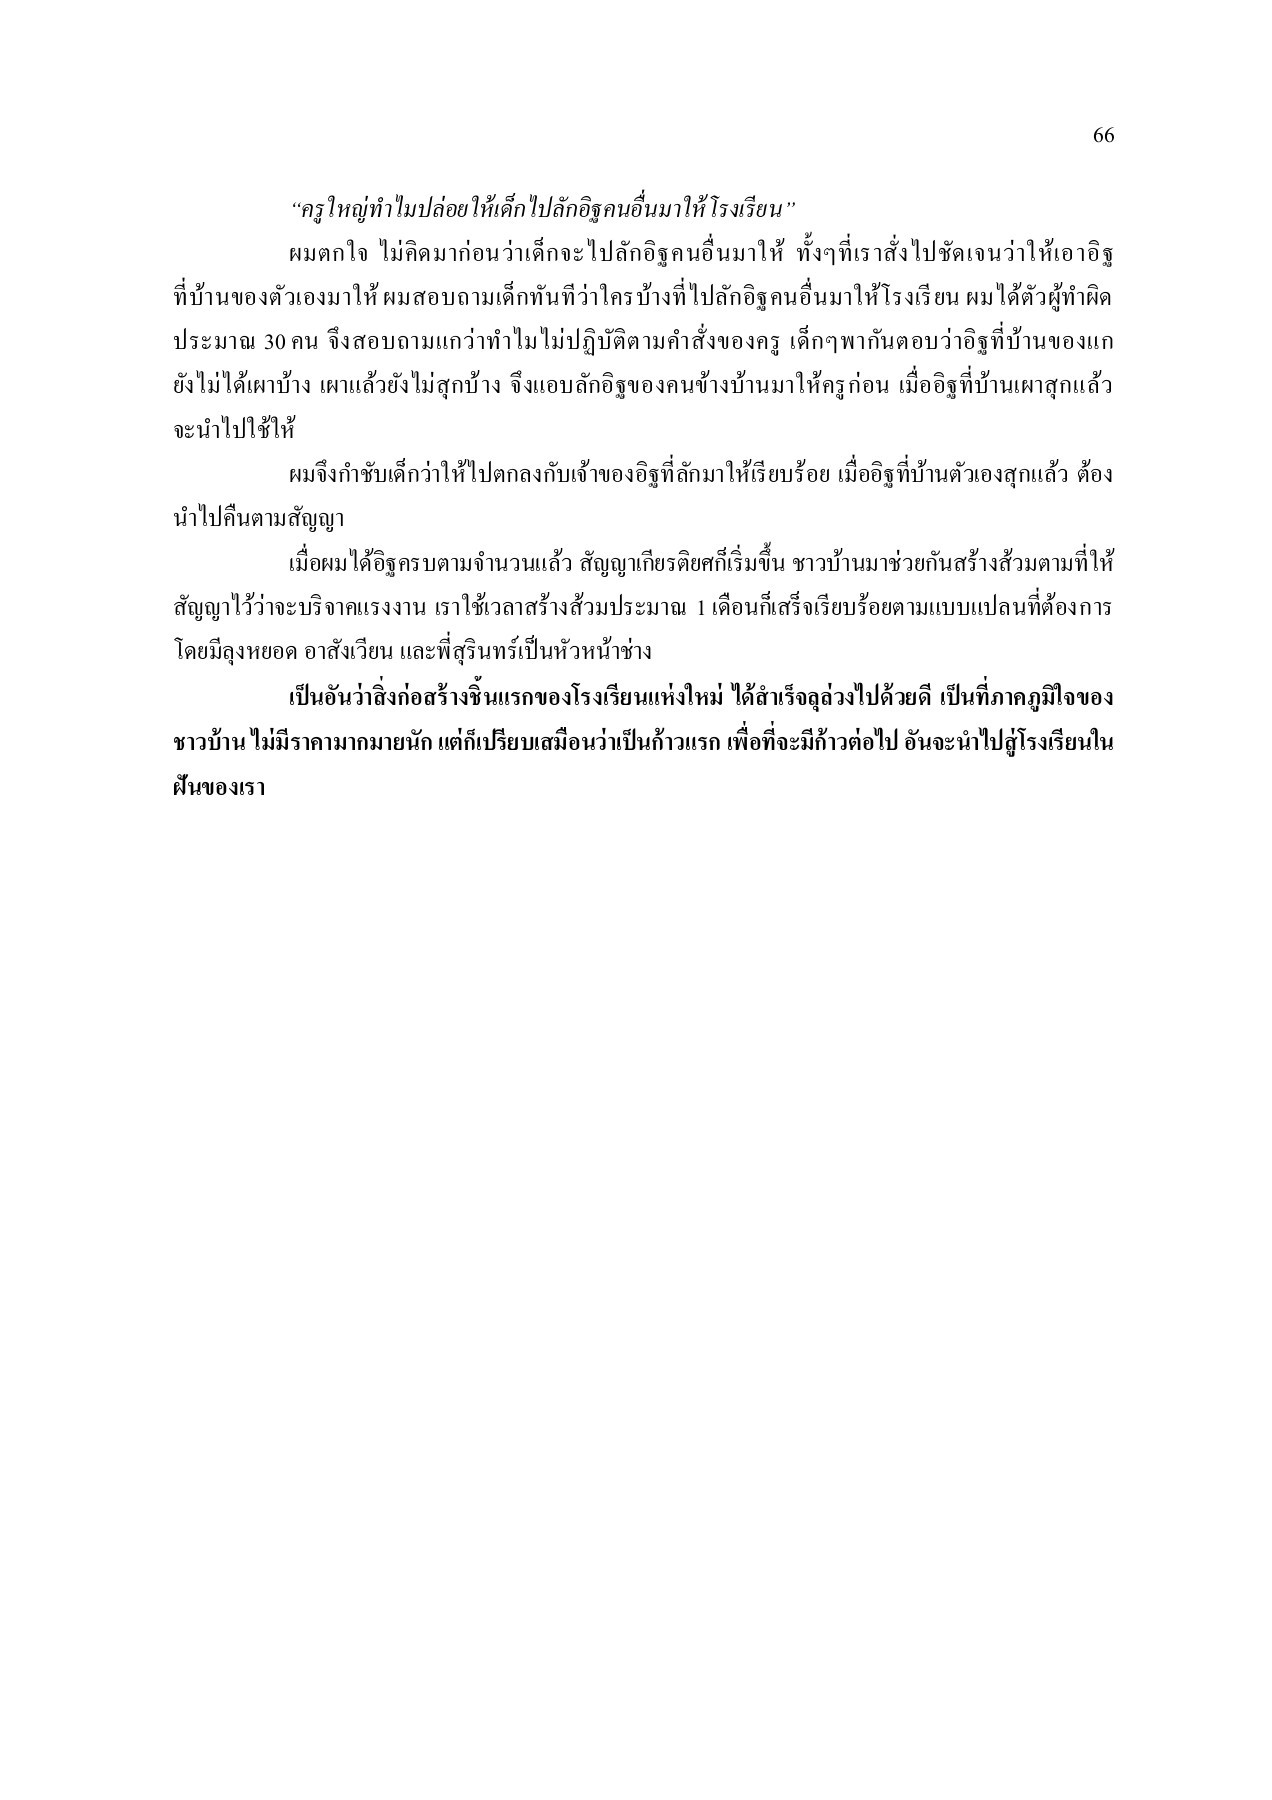 66
“ครูใหญ่ทำไมปล่อยให้เด็กไปลักอิฐคนอื่นมาให้โรงเรียน”
ผมตกใจ ไม่คิดมาก่อนว่าเด็กจะไปลักอิฐคนอื่นมาให้ ทั้งๆที่เราสั่งไปชัดเจนว่าให้เอาอิฐ
ที่บ้านของตัวเองมาให้ ผมสอบถามเด็กทันทีว่าใครบ้างที่ไปลักอิฐคนอื่นมาให้โรงเรียน ผมได้ตัวผู้ทำผิด
ประมาณ 30 คน จึงสอบถามแกว่าทำไมไม่ปฏิบัติตามคำสั่งของครู เด็กๆพากันตอบว่าอิฐที่บ้านของแก
ยังไม่ได้เผาบ้าง เผาแล้วยังไม่สุกบ้าง จึงแอบลักอิฐของคนข้างบ้านมาให้ครูก่อน เมื่ออิฐที่บ้านเผาสุกแล้ว
จะนำไปใช้ให้
ผมจึงกำชับเด็กว่าให้ไปตกลงกับเจ้าของอิฐที่ลักมาให้เรียบร้อย เมื่ออิฐที่บ้านตัวเองสุกแล้ว ต้อง
นำไปคืนตามสัญญา
เมื่อผมได้อิฐครบตามจำนวนแล้ว สัญญาเกียรติยศก็เริ่มขึ้น ชาวบ้านมาช่วยกันสร้างส้วมตามที่ให้
สัญญาไว้ว่าจะบริจาคแรงงาน เราใช้เวลาสร้างส้วมประมาณ 1 เดือนก็เสร็จเรียบร้อยตามแบบแปลนที่ต้องการ
โดยมีลุงหยอด อาสังเวียน และพี่สุรินทร์เป็นหัวหน้าช่าง
เป็นอันว่าสิ่งก่อสร้างชิ้นแรกของโรงเรียนแห่งใหม่ ได้สำเร็จลุล่วงไปด้วยดี เป็นที่ภาคภูมิใจของ
ชาวบ้าน ไม่มีราคามากมายนัก แต่ก็เปรียบเสมือนว่าเป็นก้าวแรก เพื่อที่จะมีก้าวต่อไป อันจะนำไปสู่โรงเรียนใน
ฝันของเรา